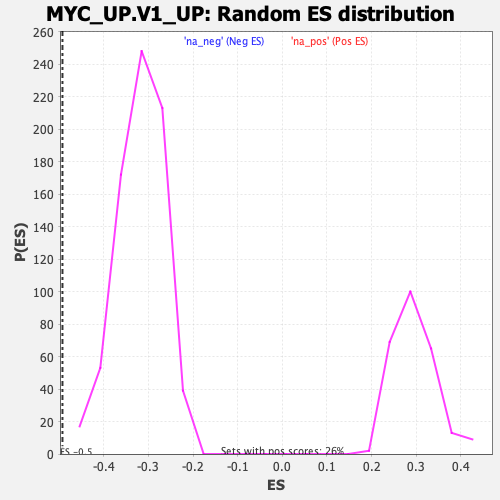 MYC_UP.V1_UP: Random ES distribution
'na_neg' (Neg ES) 'na_pos' (Pos ES)
260
240
220
200
180
160
140
120
100
80
60
40
20
0
P(ES)
ES -0.5
Sets with pos scores: 26%
-0.4 -0.3 -0.2 -0.1 0.0 0.1 0.2 0.3 0.4
ES